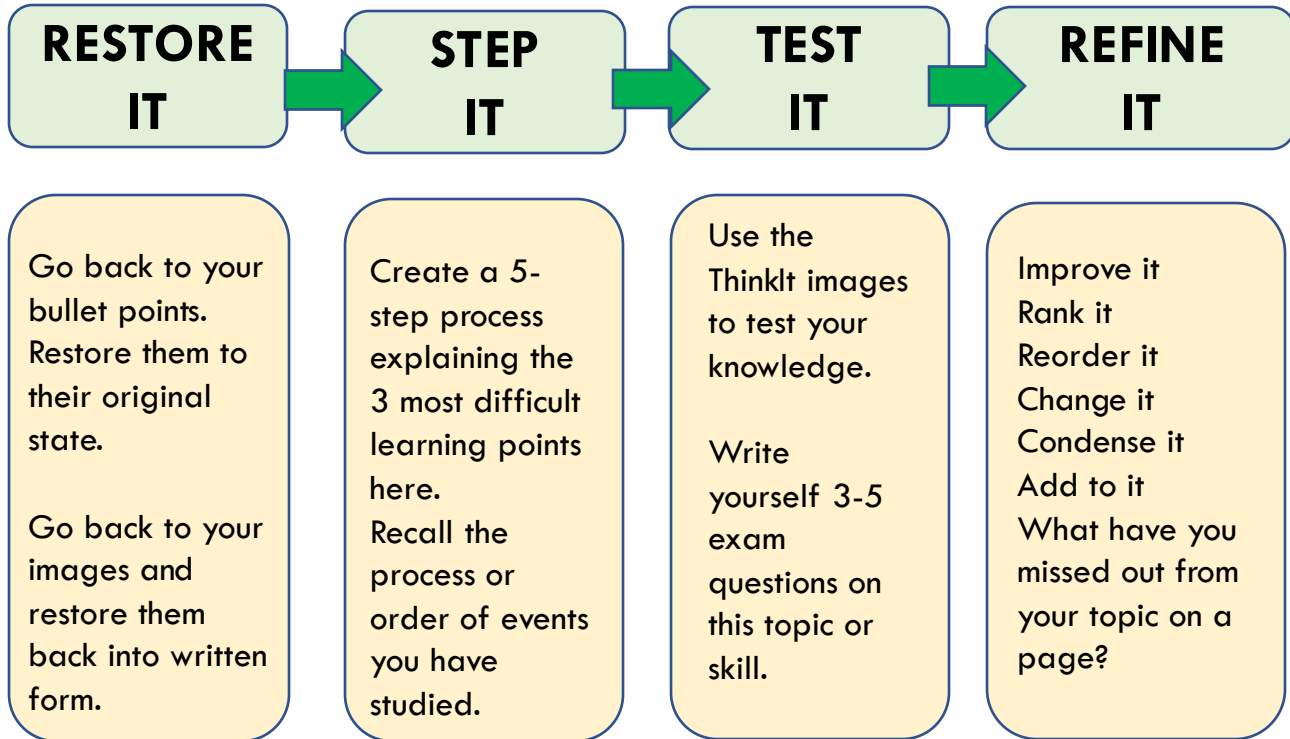 RESTORE
IT
STEP
IT
TEST
IT
REFINE
IT
Go back to your
bullet points.
Restore them to
their original
state.
Go back to your
images and
restore them
back into written
form.
Create a 5-
step process
explaining the
3 most difficult
learning points
here.
Recall the
process or
order of events
you have
studied.
Use the
ThinkIt images
to test your
knowledge.
Write
yourself 3-5
exam
questions on
this topic or
skill.
Improve it
Rank it
Reorder it
Change it
Condense it
Add to it
What have you
missed out from
your topic on a
page?